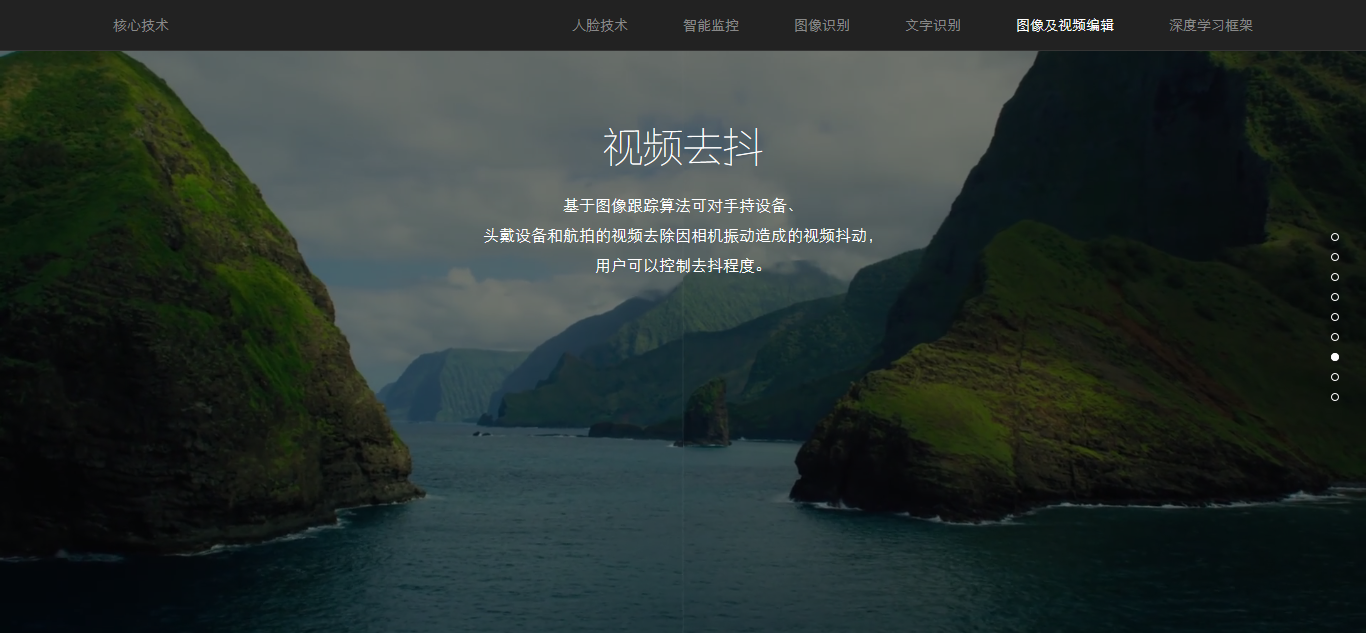 核心技术
人脸技术
智能监控
图像识别
文字识别
图像及视频编辑
深度学习框架
视频去抖
基于图像跟踪算法可对手持设备、
头戴设备和航拍的视频去除因相机振动造成的视频抖动，
用户可以控制去抖程度。